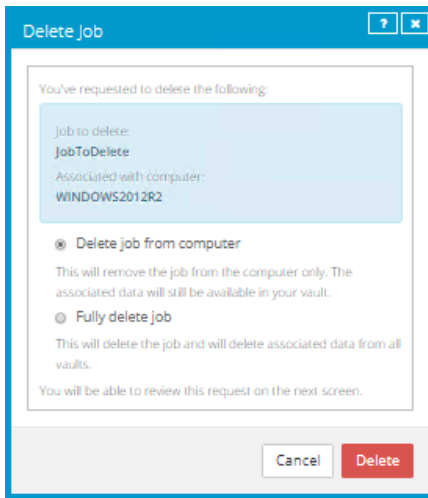 Delete Job
? ✖
You've requested to delete the following:
Job to delete:
JobToDelete
Associated with computer:
WINDOWS2012R2
Delete job from computer
This will remove the job from the computer only. The
associated data will still be available in your vault.
Fully delete job
This will delete the job and will delete associated data from all
vaults.
You will be able to review this request on the next screen.
Cancel
Delete